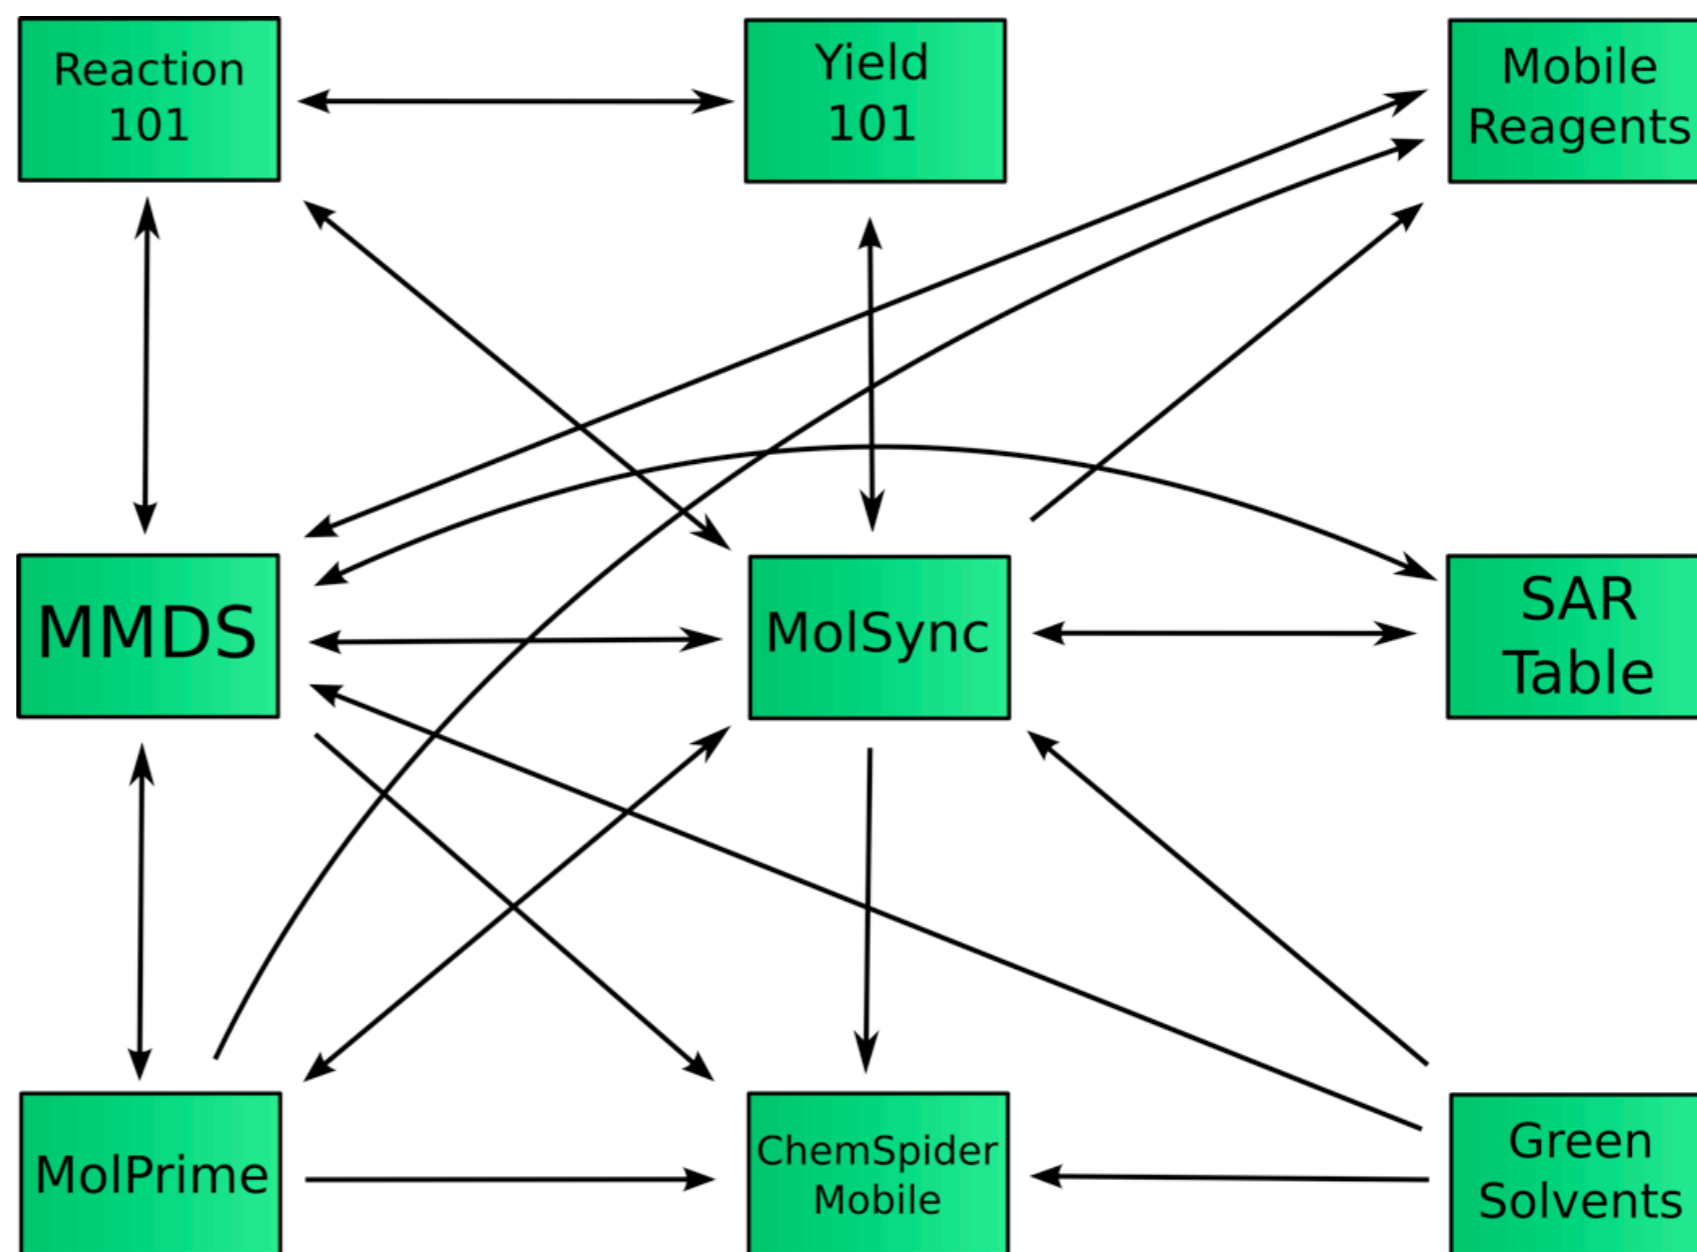 Reaction
101
Yield
101
Mobile
Reagents
MMDS
MolSync
SAR
Table
MolPrime
ChemSpider
Mobile
Green
Solvents